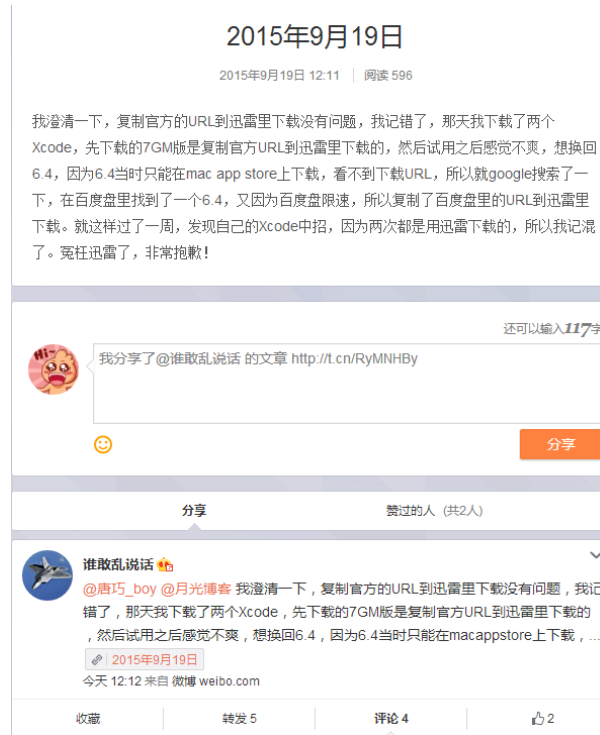 2015年9月19日
2015年9月19日 12:11 阅读 596
我澄清一下，复制官方的URL到迅雷里下载没有问题，我记错了，那天我下载了两个
Xcode，先下载的7GM版是复制官方URL到迅雷下载的，然后试用之后感觉不爽，想换回
6.4，因为6.4当时只能在mac app store上下载，看不到下载URL，所以就google搜索了一
下，在百度盘里找到了一个6.4，又因为百度盘限速，所以复制了百度盘里的URL到迅雷里
下载。就这样过了一周，发现自己的Xcode中招，因为两次都是用迅雷下载的，所以我记混
了。冤枉迅雷了，非常抱歉！
还可以输入117字
Hi~
我分享了@谁敢乱说话 的文章 http://t.cn/RyMNHBy
分享
分享 赞过的人 (共2人)
谁敢乱说话
@唐巧_boy @月光博客 我澄清一下，复制官方的URL到迅雷里下载没有问题，我记
错了，那天我下载了两个Xcode，先下载的7GM版是复制官方URL到迅雷下载的
，然后试用之后感觉不爽，想换回6.4，因为6.4当时只能在macappstore上下载，...
2015年9月19日
今天 12:12 来自 微博 weibo.com
收藏 转发 5 评论 4 2